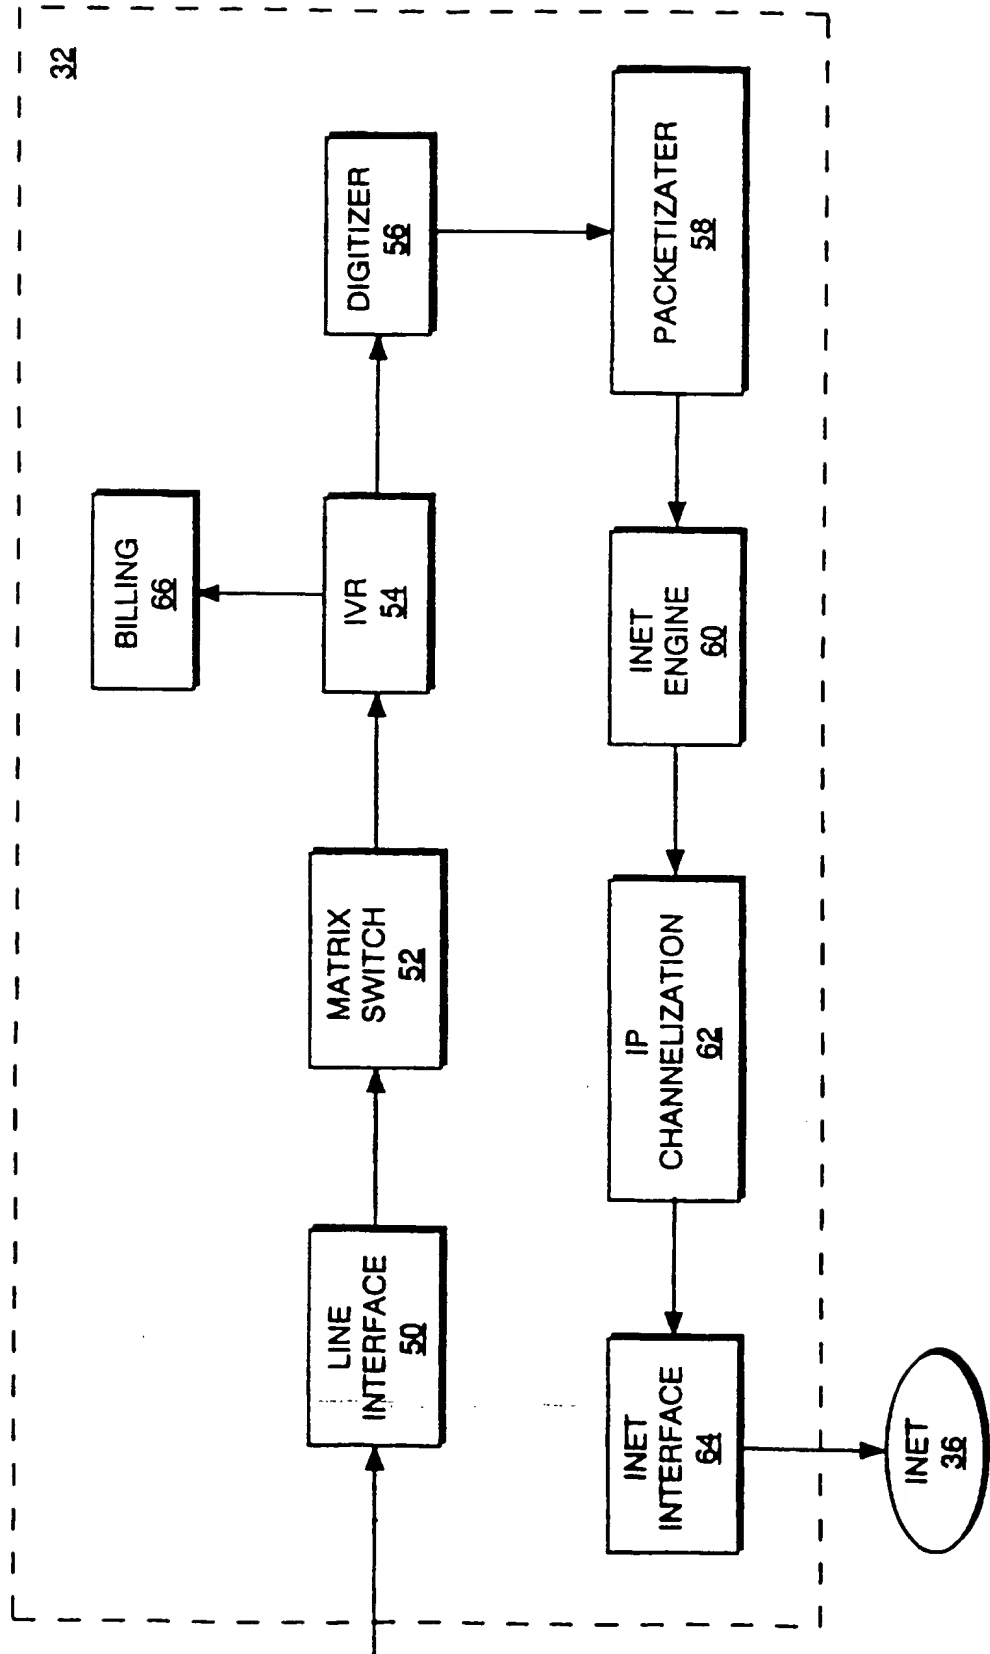 32
BILLING
66
LINE
INTERFACE
50
MATRIX
SWITCH
52
IVR
54
DIGITIZER
56
INET
INTERFACE
64
IP
CHANNELIZATION
62
INET
ENGINE
60
PACKETIZATER
58
INET
36